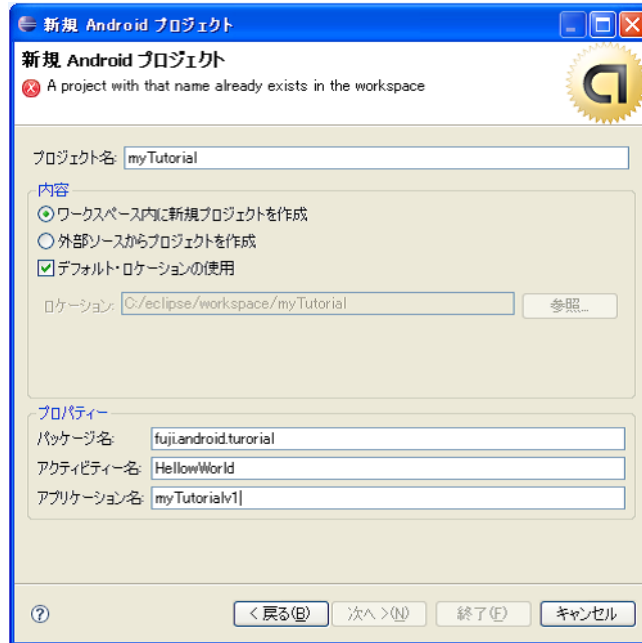 新規 Android プロジェクト
新規 Android プロジェクト
A project with that name already exists in the workspace
プロジェクト名: myTutorial
内容
ワークスペース内に新規プロジェクトを作成
外部ソースからプロジェクトを作成
デフォルト・ロケーションの使用
ロケーション: C:/eclipse/workspace/myTutorial 参照...
プロパティー
パッケージ名: fuji.android.turorial
アクティビティー名: HellowWorld
アプリケーション名: myTutorialv1
? < 戻る(B) 次へ >(N) 終了(F) キャンセル